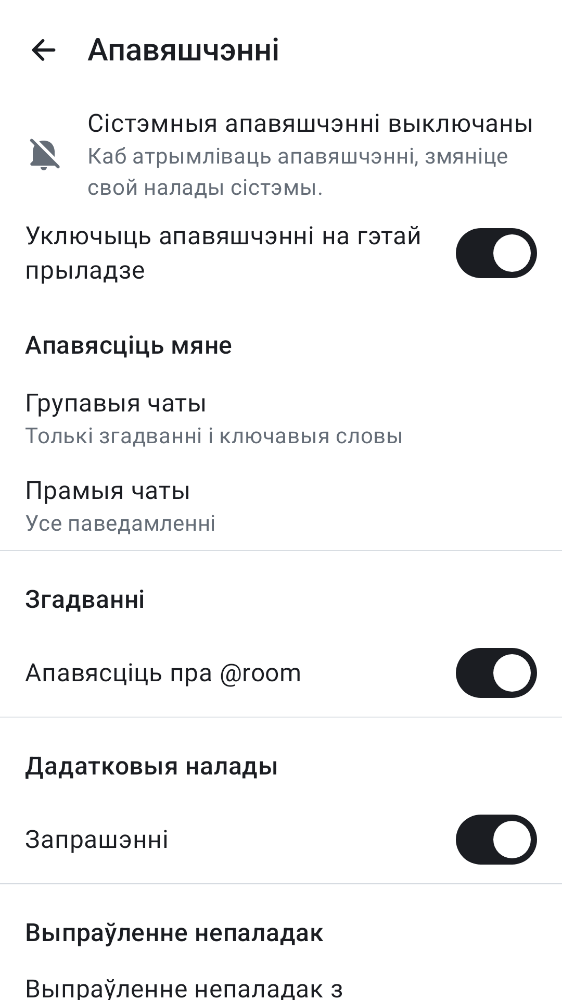 Апавяшчэнні
Сістэмныя апавяшчэнні выключаны
Каб атрымліваць апавяшчэнні, змяніце
свой налады сістэмы.
Уключыць апавяшчэнні на гэтай
прыладзе
Апавясціць мяне
Групавыя чаты
Толькі згадванні і ключавыя словы
Прамыя чаты
Усе паведамленні
Згадванні
Апавясціць пра @room
Дадатковыя налады
Запрашэнні
Выпраўленне непаладак
Выпраўленне непаладак з